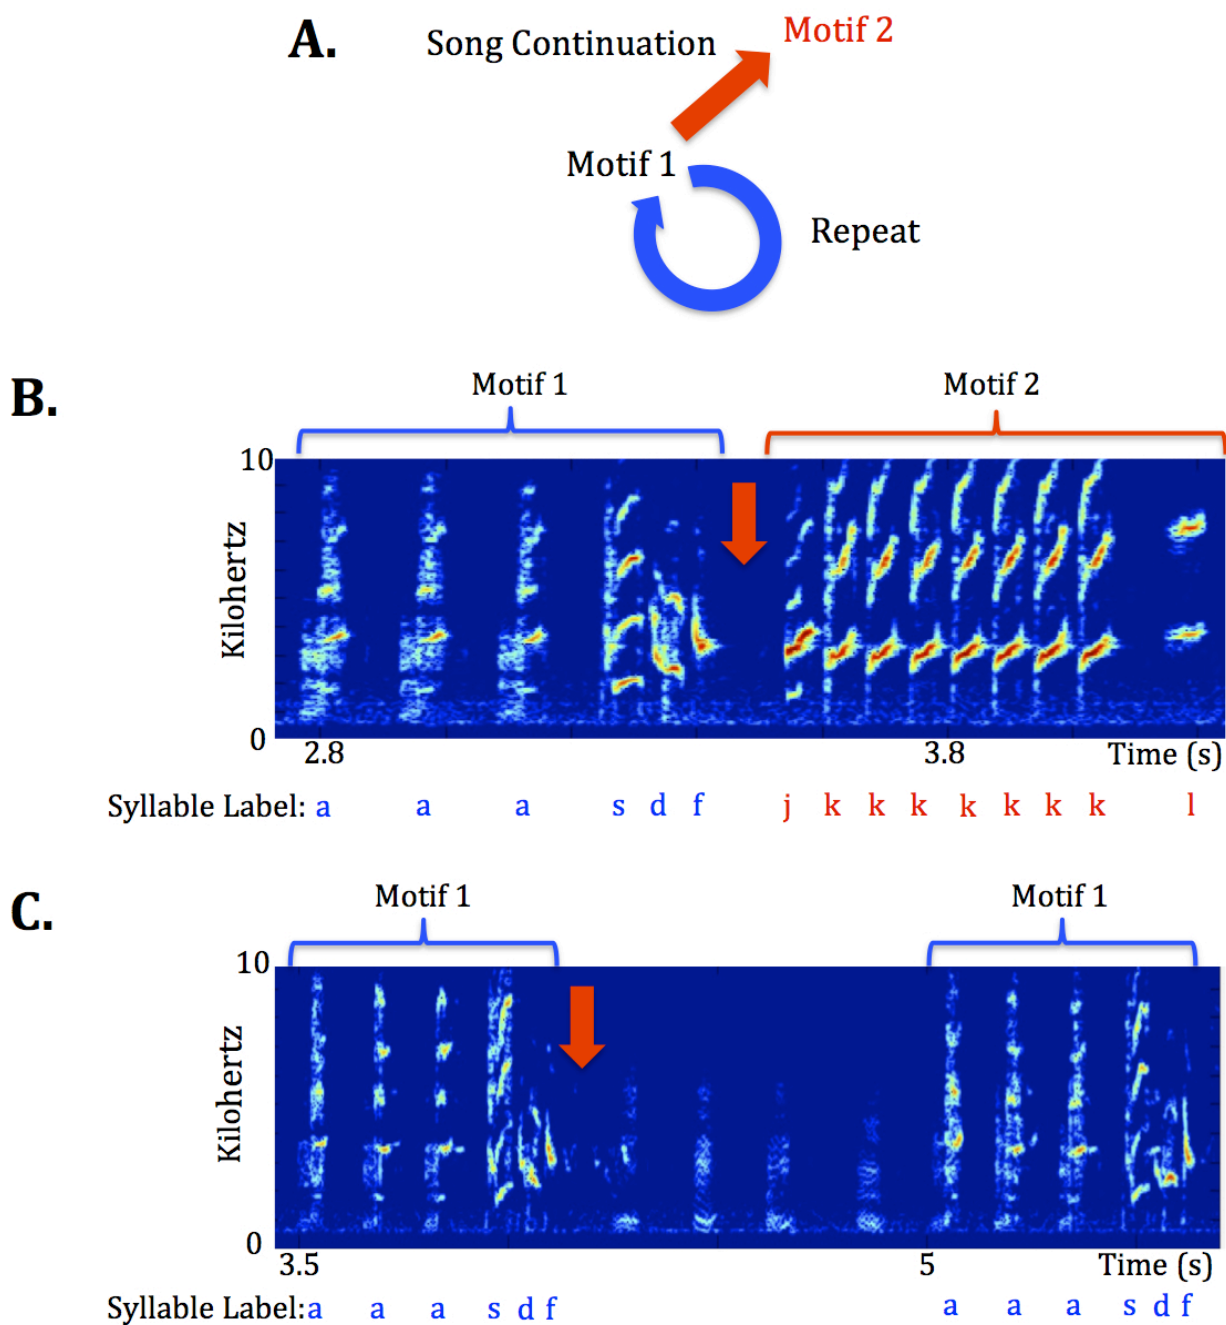 A.
Song Continuation
Motif 2
Motif 1
Repeat
B.
Motif 1
Motif 2
10
Kilohertz
0
2.8
3.8
Time (s)
Syllable Label: a a a s d f j k k k k k k k l
C.
Motif 1
Motif 1
10
Kilohertz
0
3.5
5
Time (s)
Syllable Label: a a a s d f a a a s d f